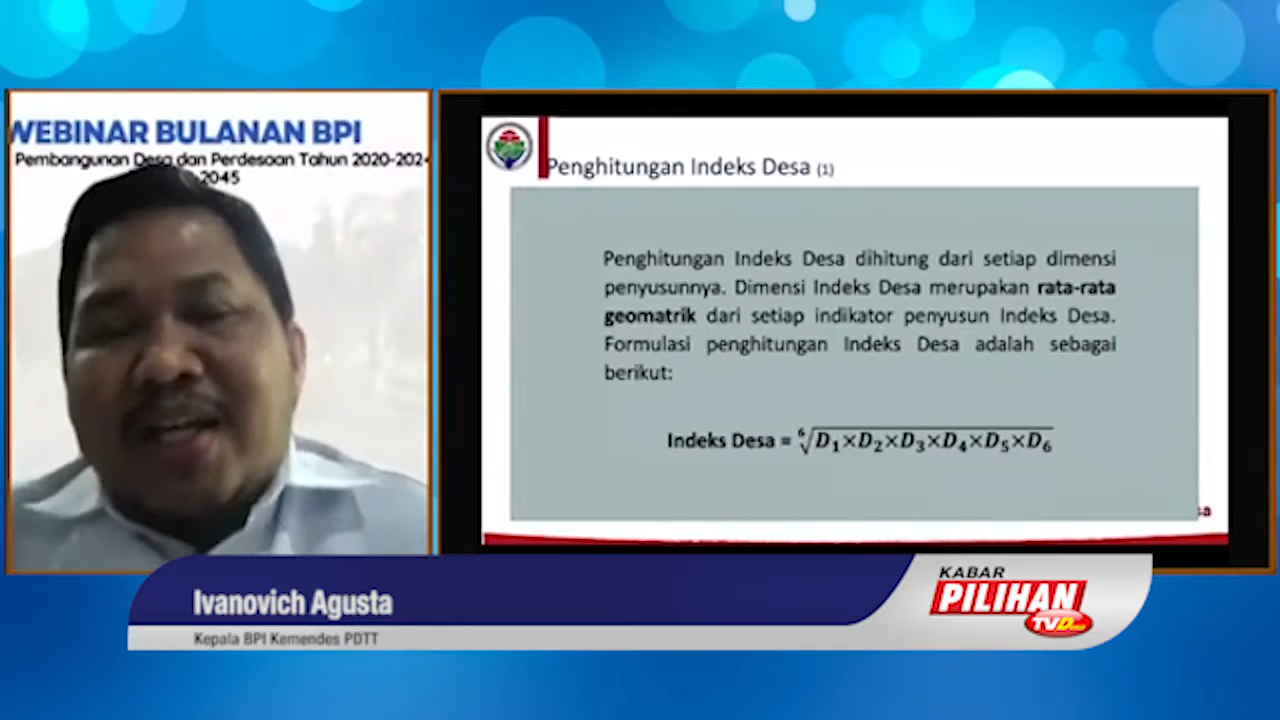 WEBINAR BULANAN BPI
Pembangunan Desa dan Perdesaan Tahun 2020-2024
-2045
Penghitungan Indeks Desa (1)
Penghitungan Indeks Desa dihitung dari setiap dimensi
penyusunnya. Dimensi Indeks Desa merupakan rata-rata
geomatrik dari setiap indikator penyusun Indeks Desa.
Formulasi penghitungan Indeks Desa adalah sebagai
berikut:
Indeks Desa = ⁶√D₁×D₂×D₃×D₄×D₅×D₆
Ivanovich Agusta
Kepala BPI Kemendes PDTT
KABAR
PILIHAN
TVDesa